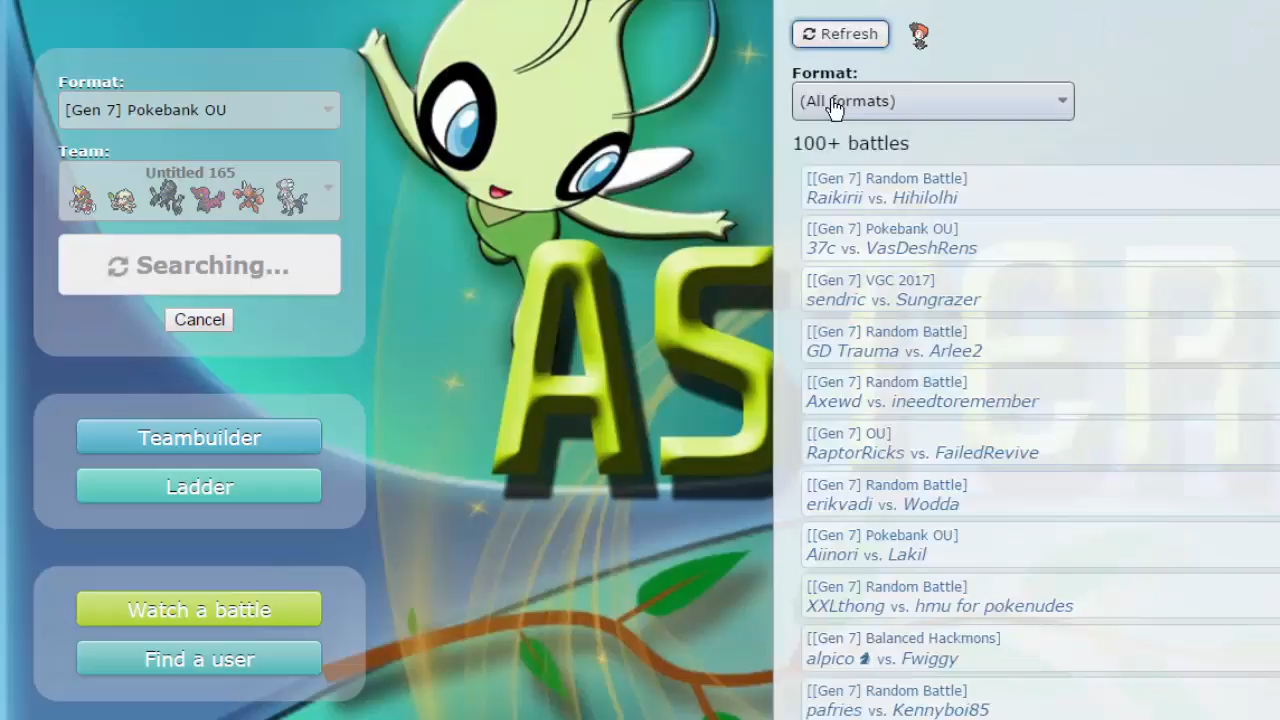 Format:
[Gen 7] Pokebank OU
Team:
Untitled 165
Searching...
Cancel
Teambuilder
Ladder
Watch a battle
Find a user
AS
Refresh
Format:
(All formats)
100+ battles
[[Gen 7] Random Battle]
Raikirii vs. Hihilolhi
[[Gen 7] Pokebank OU]
37c vs. VasDeshRens
[[Gen 7] VGC 2017]
sendric vs. Sungrazer
[[Gen 7] Random Battle]
GD Trauma vs. Arlee2
[[Gen 7] Random Battle]
Axewd vs. ineedtoremember
[[Gen 7] OU]
RaptorRicks vs. FailedRevive
[[Gen 7] Random Battle]
erikvadi vs. Wodda
[[Gen 7] Pokebank OU]
Aiinori vs. Lakil
[[Gen 7] Random Battle]
XXLthong vs. hmu for pokenudes
[[Gen 7] Balanced Hackmons]
alpico vs. Fwiggy
[[Gen 7] Random Battle]
pafries vs. Kennyboi85